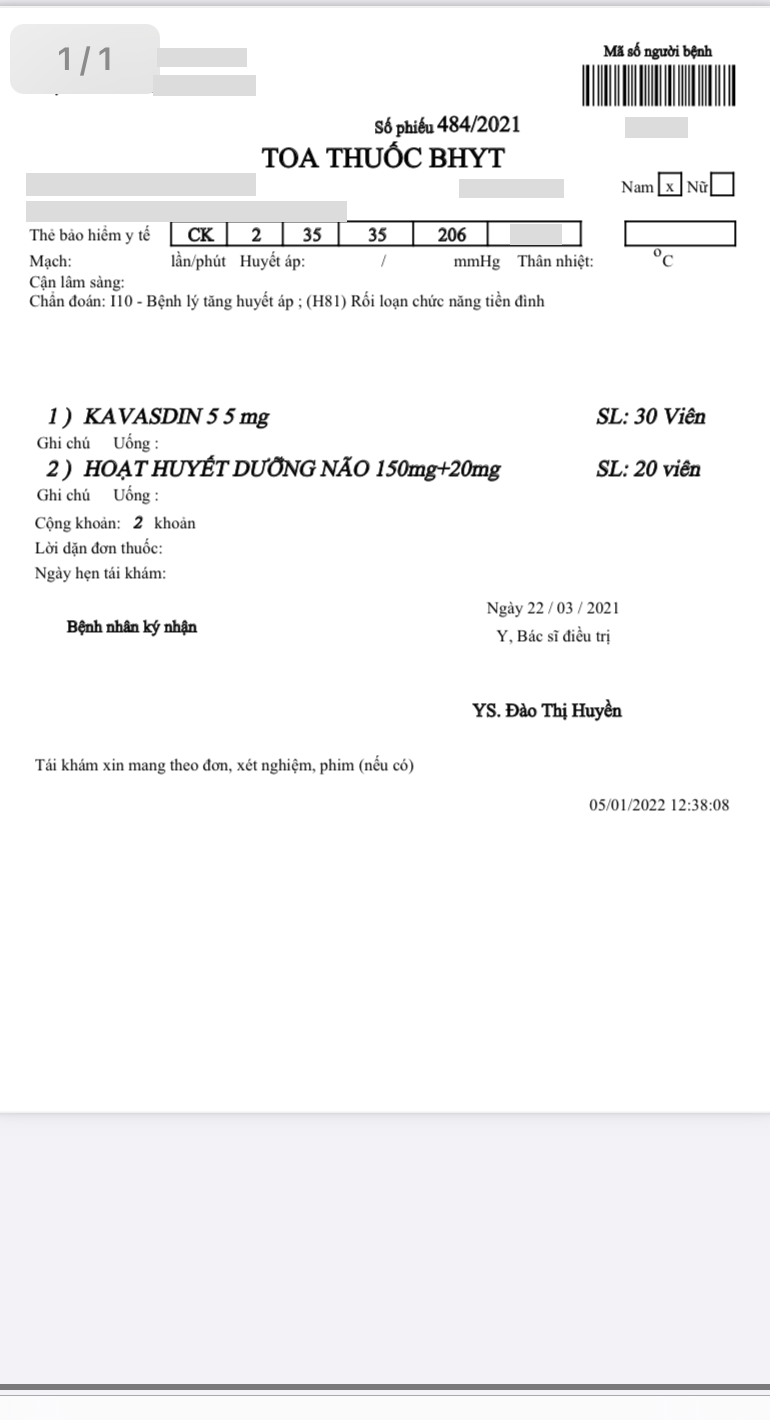 1/1
Mã số người bệnh
Số phiếu 484/2021
TOA THUỐC BHYT
Nam x Nữ
Thẻ bảo hiểm y tế CK 2 35 35 206
Mạch: lần/phút Huyết áp: / mmHg Thân nhiệt: °C
Cận lâm sàng:
Chẩn đoán: I10 - Bệnh lý tăng huyết áp ; (H81) Rối loạn chức năng tiền đình
1 ) KAVASDIN 5 5 mg SL: 30 Viên
Ghi chú Uống :
2 ) HOẠT HUYẾT DƯỠNG NÃO 150mg+20mg SL: 20 viên
Ghi chú Uống :
Cộng khoản: 2 khoản
Lời dặn đơn thuốc:
Ngày hẹn tái khám:
Ngày 22 / 03 / 2021
Bệnh nhân ký nhận
Y, Bác sĩ điều trị
YS. Đào Thị Huyền
Tái khám xin mang theo đơn, xét nghiệm, phim (nếu có)
05/01/2022 12:38:08